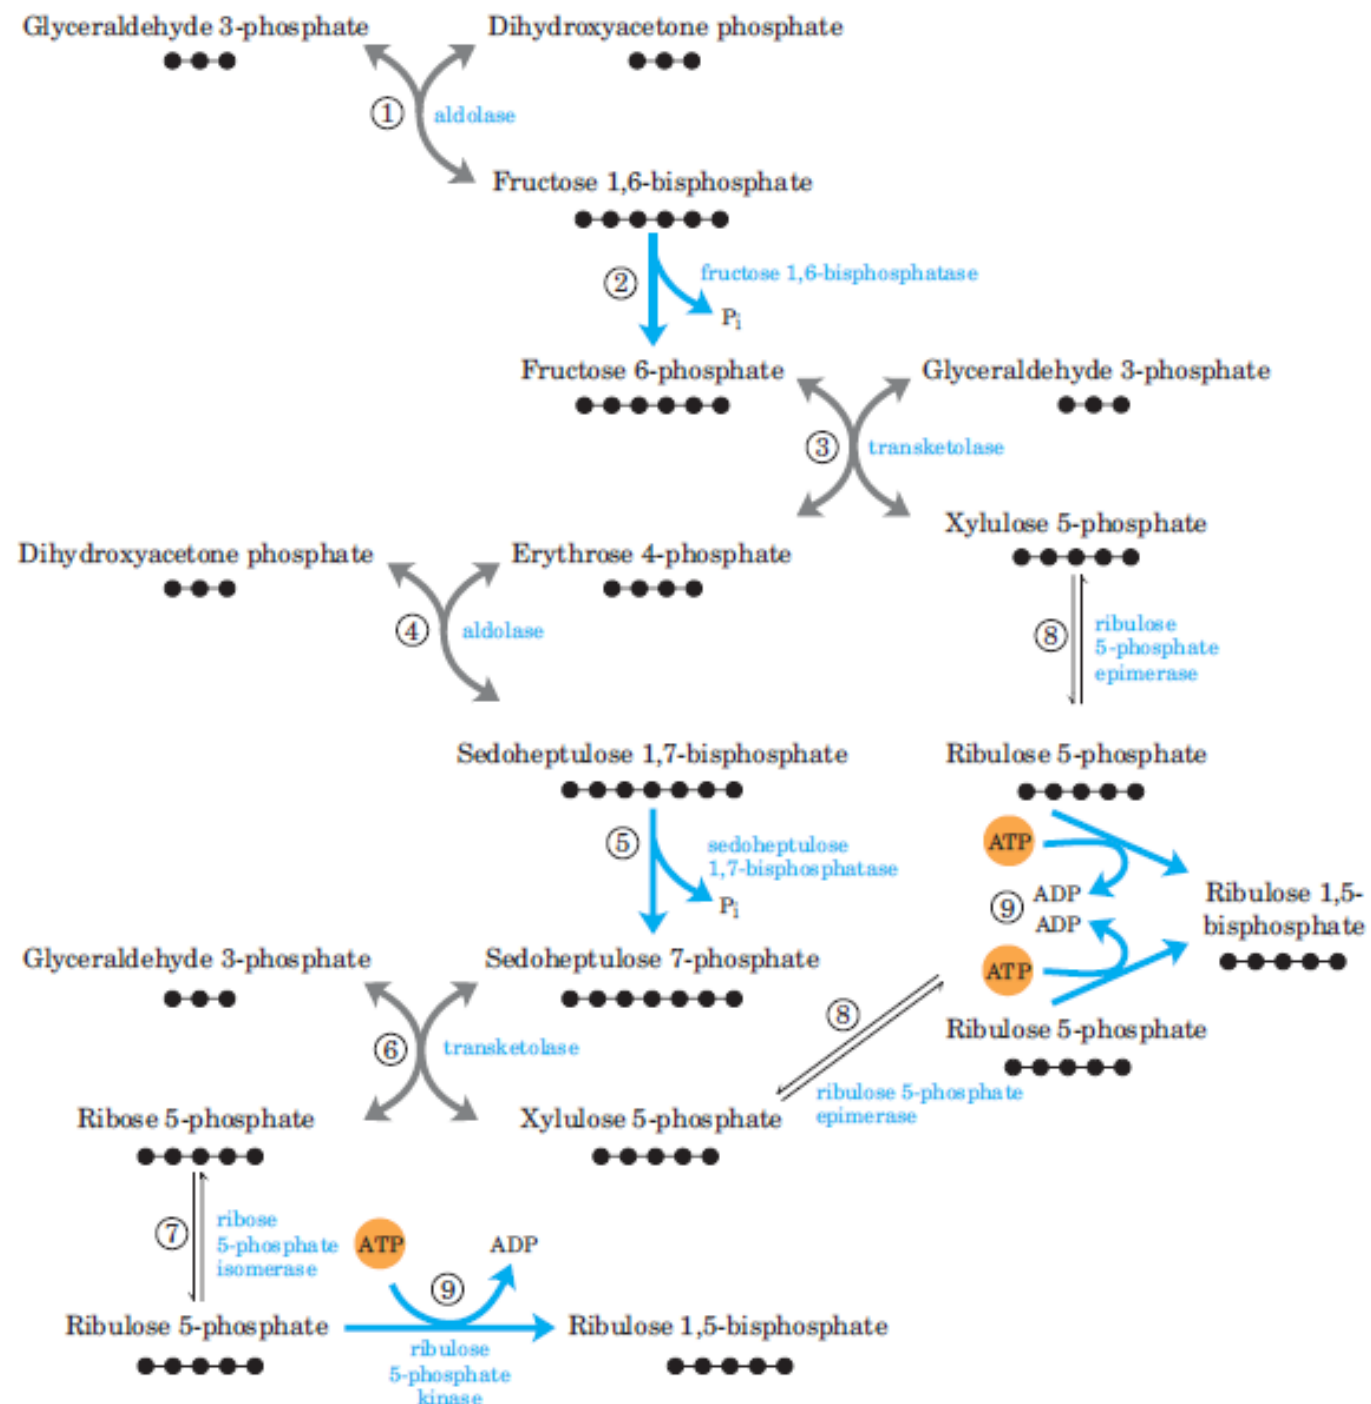 Glyceraldehyde 3-phosphate
Dihydroxyacetone phosphate
①
aldolase
Fructose 1,6-bisphosphate
②
fructose 1,6-bisphosphatase
Pi
Fructose 6-phosphate
Glyceraldehyde 3-phosphate
③
transketolase
Xylulose 5-phosphate
Dihydroxyacetone phosphate
Erythrose 4-phosphate
④
aldolase
⑧
ribulose
5-phosphate
epimerase
Sedoheptulose 1,7-bisphosphate
Ribulose 5-phosphate
⑤
sedoheptulose
1,7-bisphosphatase
Pi
ATP
ADP
⑨
ADP
ATP
Ribulose 1,5-
bisphosphate
Glyceraldehyde 3-phosphate
Sedoheptulose 7-phosphate
⑧
Ribulose 5-phosphate
⑥
transketolase
ribulose 5-phosphate
epimerase
Ribose 5-phosphate
Xylulose 5-phosphate
⑦
ribose
5-phosphate
isomerase
ATP
ADP
⑨
Ribulose 5-phosphate
Ribulose 1,5-bisphosphate
ribulose
5-phosphate
kinase